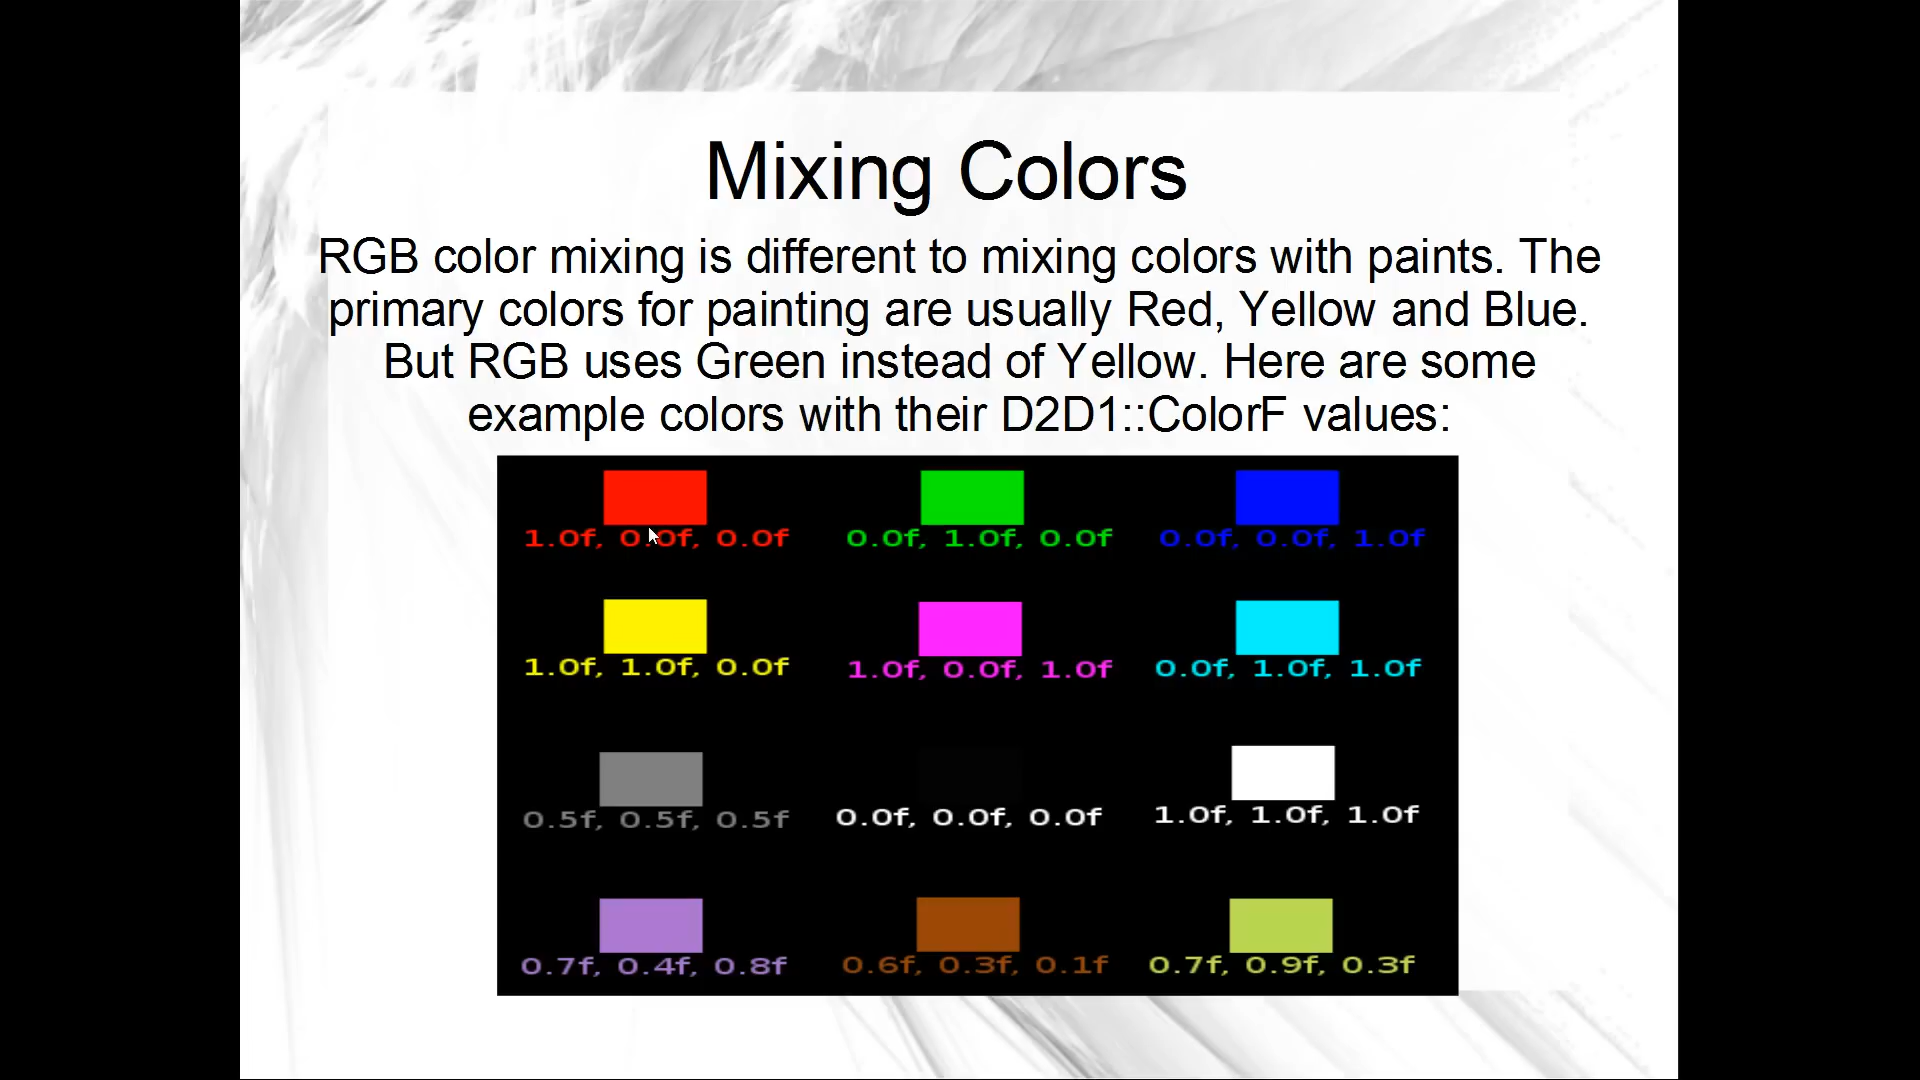 Mixing Colors
RGB color mixing is different to mixing colors with paints. The
primary colors for painting are usually Red, Yellow and Blue.
But RGB uses Green instead of Yellow. Here are some
example colors with their D2D1::ColorF values:
1.0f, 0.0f, 0.0f
0.0f, 1.0f, 0.0f
0.0f, 0.0f, 1.0f
1.0f, 1.0f, 0.0f
1.0f, 0.0f, 1.0f
0.0f, 1.0f, 1.0f
0.5f, 0.5f, 0.5f
0.0f, 0.0f, 0.0f
1.0f, 1.0f, 1.0f
0.7f, 0.4f, 0.8f
0.6f, 0.3f, 0.1f
0.7f, 0.9f, 0.3f